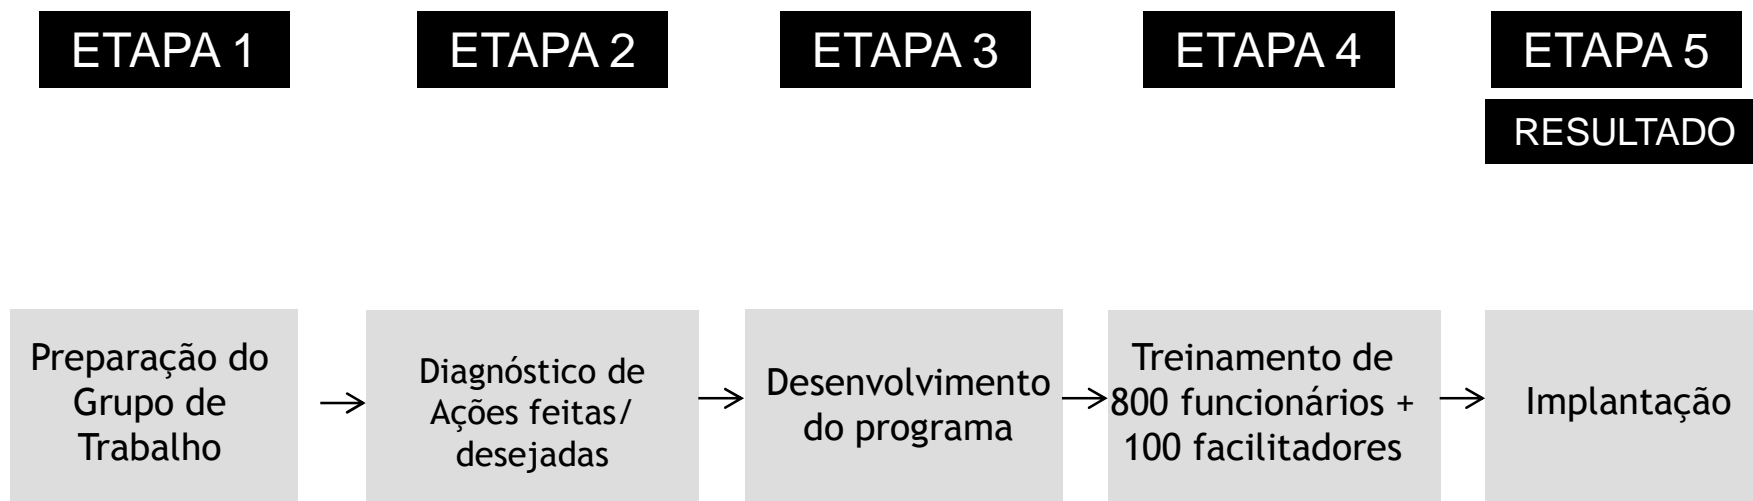 ETAPA 1
ETAPA 2
ETAPA 3
ETAPA 4
ETAPA 5
RESULTADO
Preparação do
Grupo de
Trabalho
Diagnóstico de
Ações feitas/
desejadas
Desenvolvimento
do programa
Treinamento de
800 funcionários +
100 facilitadores
Implantação